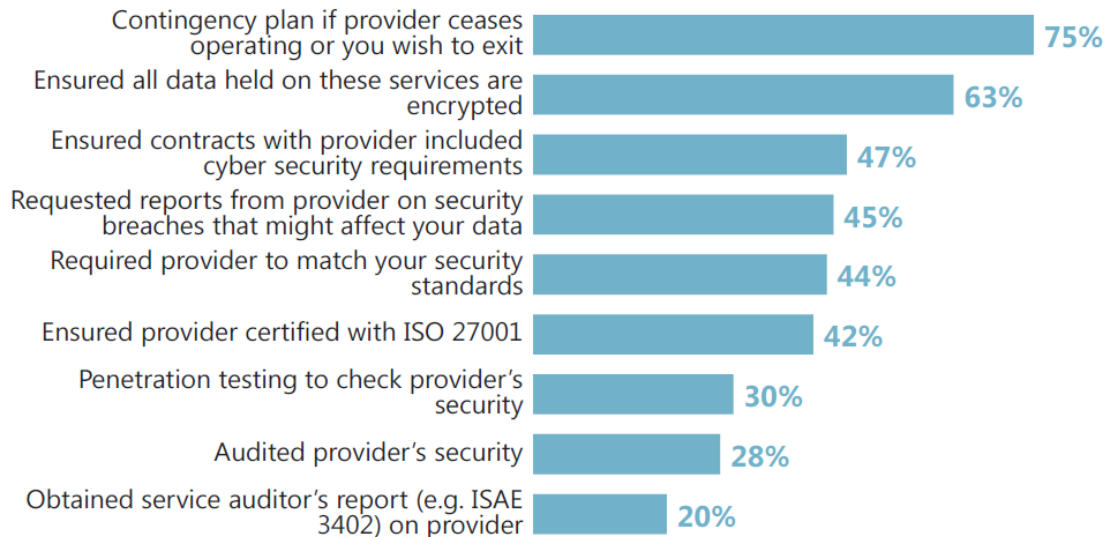 Contingency plan if provider ceases
operating or you wish to exit
75%
Ensured all data held on these services are
encrypted
63%
Ensured contracts with provider included
cyber security requirements
47%
Requested reports from provider on security
breaches that might affect your data
45%
Required provider to match your security
standards
44%
Ensured provider certified with ISO 27001
42%
Penetration testing to check provider’s
security
30%
Audited provider’s security
28%
Obtained service auditor’s report (e.g. ISAE
3402) on provider
20%